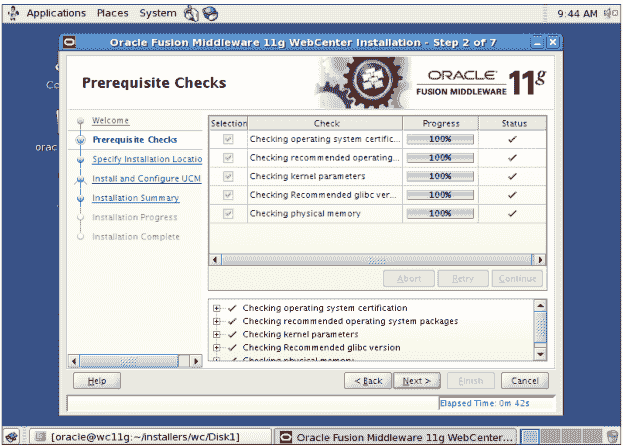 Applications Places System 9:44 AM
Oracle Fusion Middleware 11g WebCenter Installation - Step 2 of 7
Prerequisite Checks
ORACLE
FUSION MIDDLEWARE 11g
Co
orac
Welcome
Prerequisite Checks
Specify Installation Locatio
Install and Configure UCM
Installation Summary
Installation Progress
Installation Complete
Selection Check Progress Status
Checking operating system certific... 100%
Checking recommended operating... 100%
Checking kernel parameters 100%
Checking Recommended glibc ver... 100%
Checking physical memory 100%
Abort Retry Continue
Checking operating system certification
Checking recommended operating system packages
Checking kernel parameters
Checking Recommended glibc version
Checking physical memory
Help < Back Next > Finish Cancel
Elapsed Time: 0m 42s
[oracle@wc11g:~/installers/wc/Disk1] Oracle Fusion Middleware 11g WebCenter...